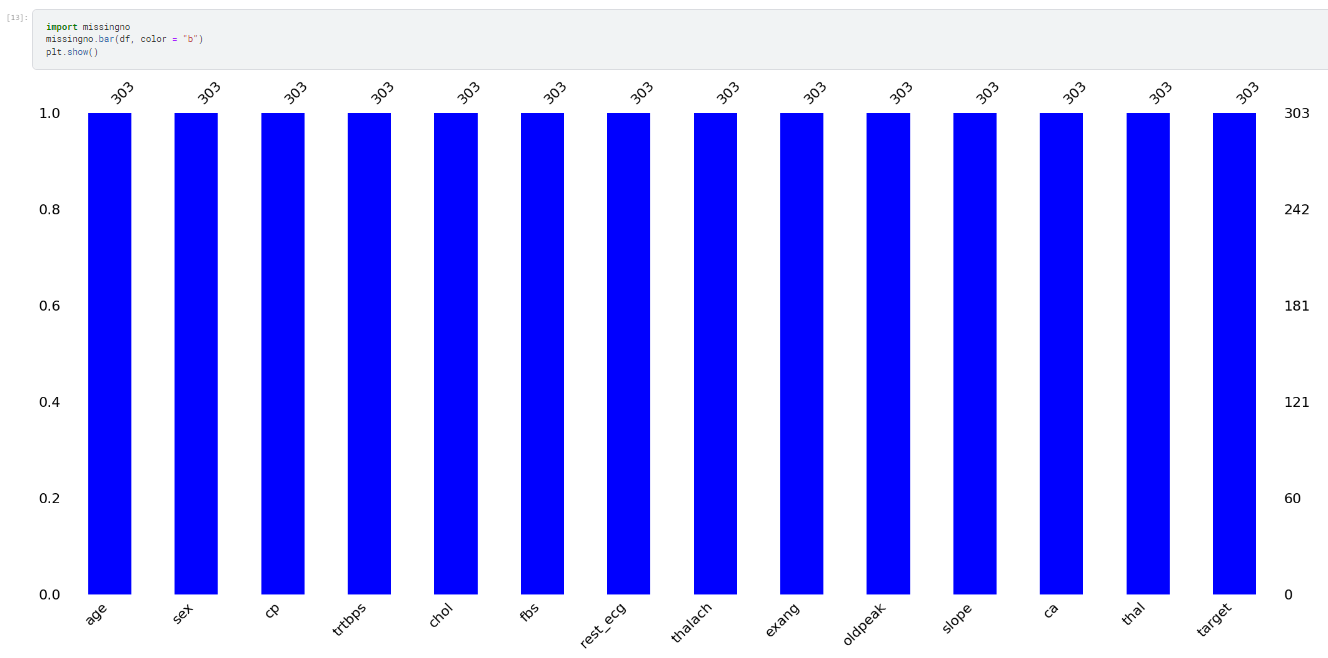 [13]:
import missingno
missingno.bar(df, color = "b")
plt.show()
303 303 303 303 303 303 303 303 303 303 303 303 303 303
1.0 303
0.8 242
0.6 181
0.4 121
0.2 60
0.0 0
age sex cp trtbps chol fbs rest_ecg thalach exang oldpeak slope ca thal target